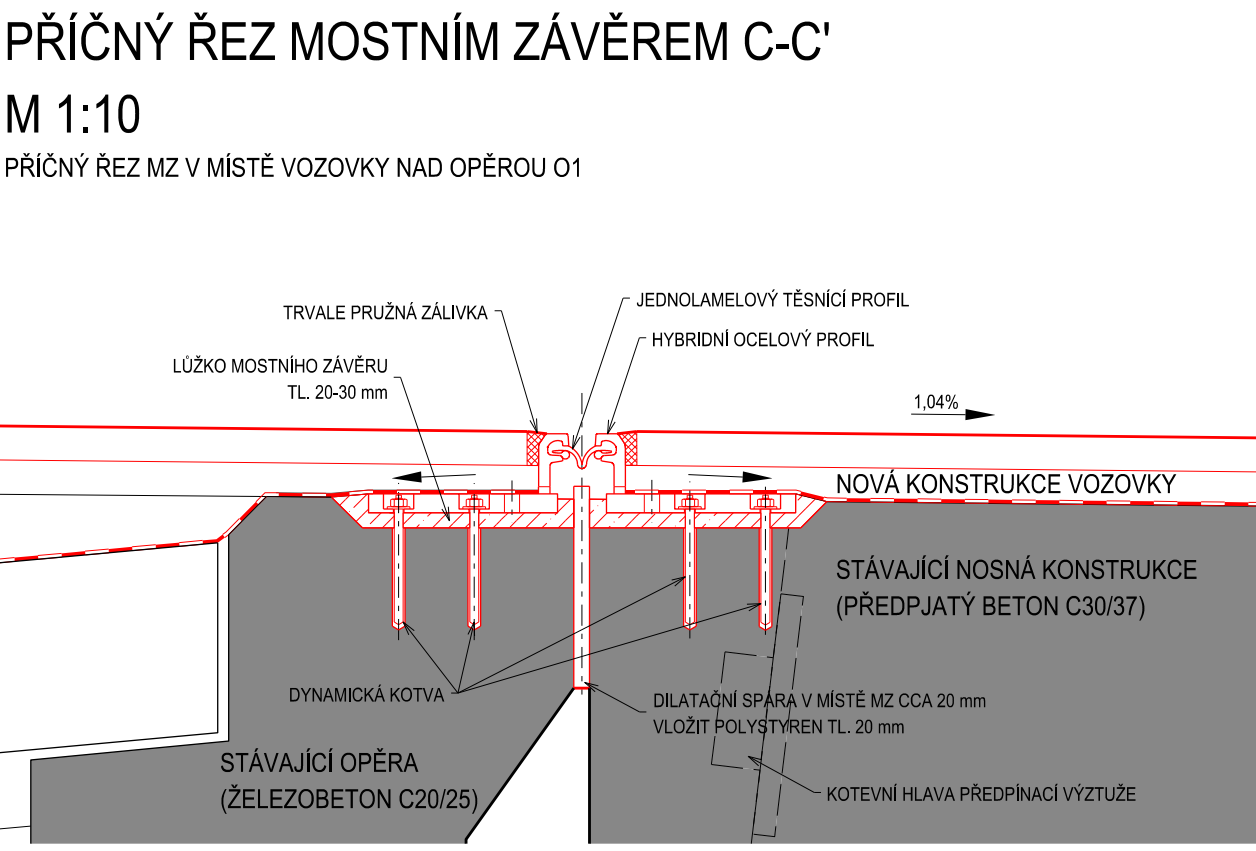 PŘÍČNÝ ŘEZ MOSTNÍM ZÁVĚREM C-C'
M 1:10
PŘÍČNÝ ŘEZ MZ V MÍSTĚ VOZOVKY NAD OPĚROU O1
JEDNOLAMELOVÝ TĚSNÍCÍ PROFIL
TRVALE PRUŽNÁ ZÁLIVKA
HYBRIDNÍ OCELOVÝ PROFIL
LŮŽKO MOSTNÍHO ZÁVĚRU
TL. 20-30 mm
1,04%
NOVÁ KONSTRUKCE VOZOVKY
STÁVAJÍCÍ NOSNÁ KONSTRUKCE
(PŘEDPJATÝ BETON C30/37)
DYNAMICKÁ KOTVA
DILATAČNÍ SPÁRA V MÍSTĚ MZ CCA 20 mm
VLOŽIT POLYSTYREN TL. 20 mm
STÁVAJÍCÍ OPĚRA
(ŽELEZOBETON C20/25)
KOTEVNÍ HLAVA PŘEDPÍNACÍ VÝZTUŽE